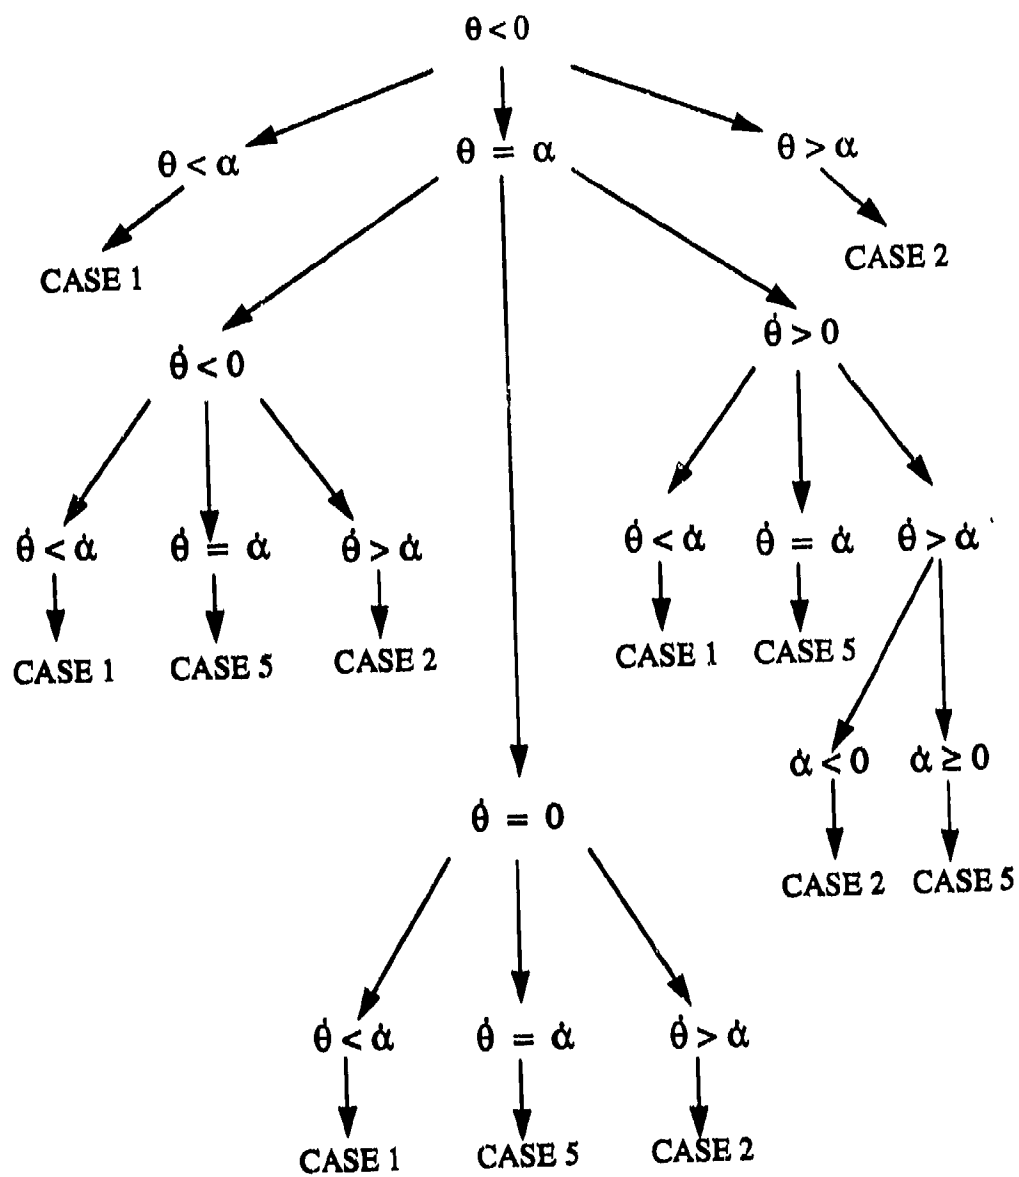 θ < 0
θ < α
θ = α
θ > α
CASE 1
CASE 2
θ̇ < 0
θ̇ > 0
θ̇ < α̇
θ̇ = α̇
θ̇ > α̇
θ̇ < α̇
θ̇ = α̇
θ̇ > α̇
CASE 1
CASE 5
CASE 2
CASE 1
CASE 5
α̇ < 0
α̇ ≥ 0
θ̇ = 0
CASE 2
CASE 5
θ̇ < α̇
θ̇ = α̇
θ̇ > α̇
CASE 1
CASE 5
CASE 2